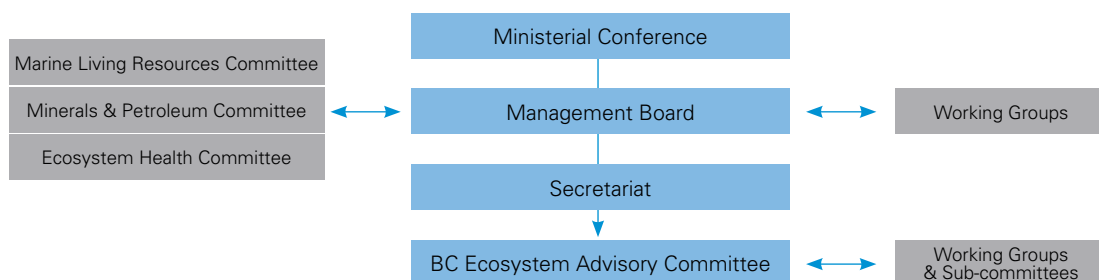 Ministerial Conference
Marine Living Resources Committee
Minerals & Petroleum Committee
Management Board
Working Groups
Ecosystem Health Committee
Secretariat
BC Ecosystem Advisory Committee
Working Groups
& Sub-committees